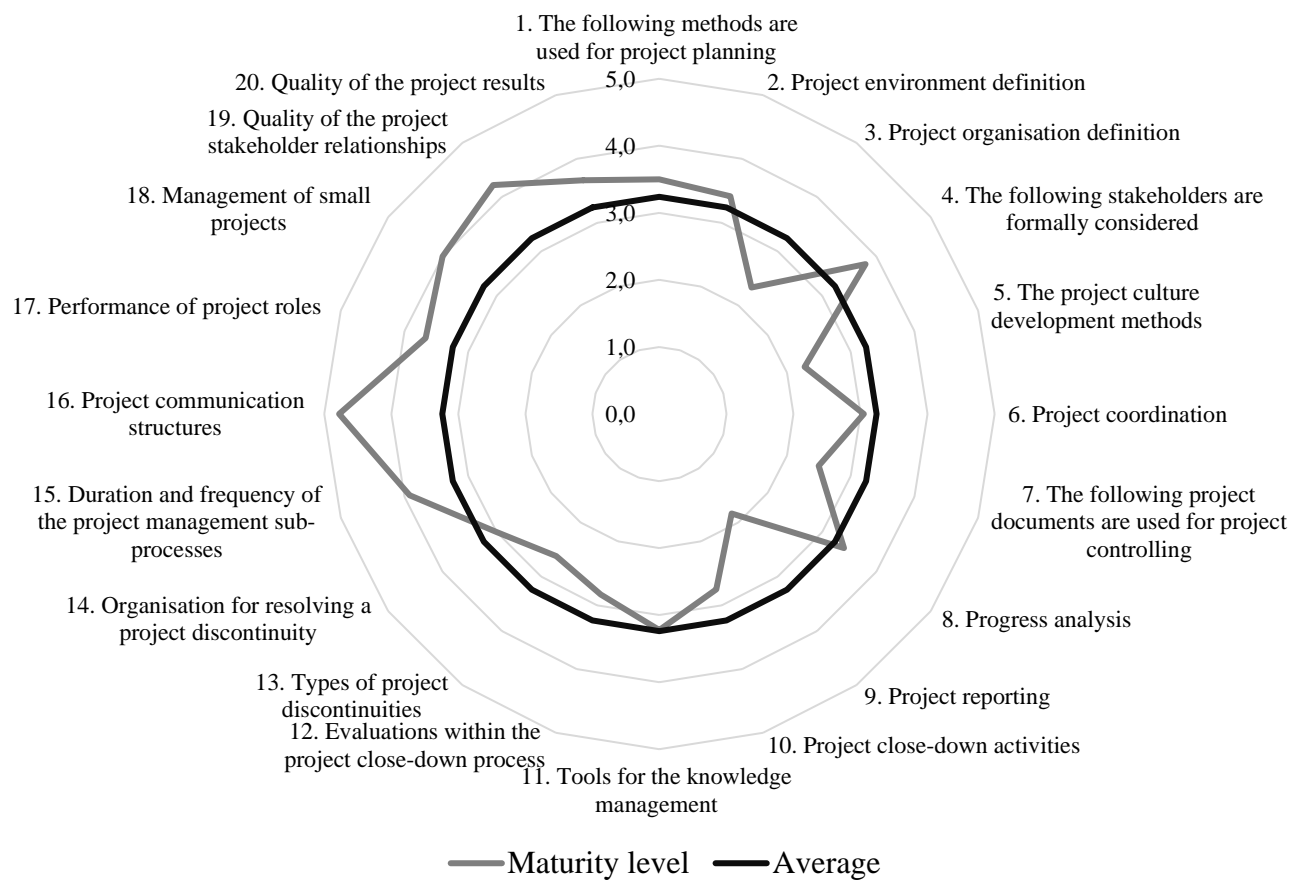 1. The following methods are
used for project planning
2. Project environment definition
3. Project organisation definition
4. The following stakeholders are
formally considered
5. The project culture
development methods
6. Project coordination
7. The following project
documents are used for project
controlling
8. Progress analysis
9. Project reporting
10. Project close-down activities
11. Tools for the knowledge
management
12. Evaluations within the
project close-down process
13. Types of project
discontinuities
14. Organisation for resolving a
project discontinuity
15. Duration and frequency of
the project management sub-
processes
16. Project communication
structures
17. Performance of project roles
18. Management of small
projects
19. Quality of the project
stakeholder relationships
20. Quality of the project results
5,0
4,0
3,0
2,0
1,0
0,0
Maturity level
Average